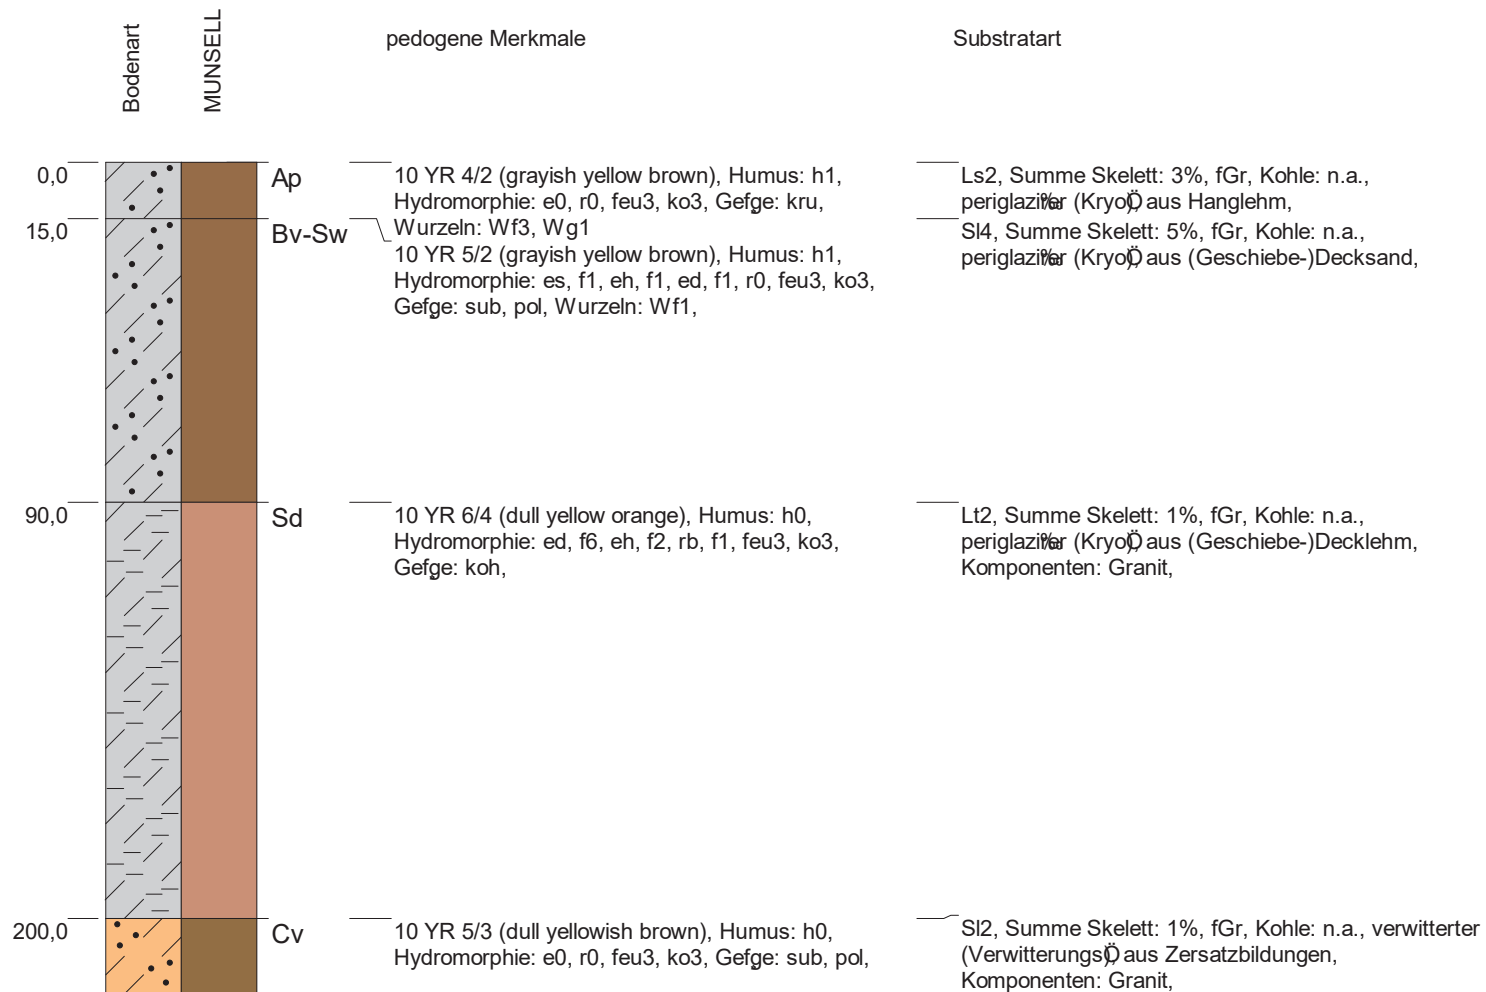 Bodenart
MUNSELL
pedogene Merkmale
Substratart
0,0
Ap
10 YR 4/2 (grayish yellow brown), Humus: h1,
Hydromorphie: e0, r0, feu3, ko3, Gefge: kru,
Wurzeln: Wf3, Wg1
Ls2, Summe Skelett: 3%, fGr, Kohle: n.a.,
(Kryo aus Hanglehm,
15,0
Bv-Sw
10 YR 5/2 (grayish yellow brown), Humus: h1,
Hydromorphie: es, f1, eh, f1, ed, f1, r0, feu3, ko3,
Gefge: sub, pol, Wurzeln: Wf1,
Sl4, Summe Skelett: 5%, fGr, Kohle: n.a.,
(Kryo aus (Geschiebe-)Decksand,
90,0
Sd
10 YR 6/4 (dull yellow orange), Humus: h0,
Hydromorphie: ed, f6, eh, f2, rb, f1, feu3, ko3,
Gefge: koh,
Lt2, Summe Skelett: 1%, fGr, Kohle: n.a.,
(Kryo aus (Geschiebe-)Decklehm,
Komponenten: Granit,
200,0
Cv
10 YR 5/3 (dull yellowish brown), Humus: h0,
Hydromorphie: e0, r0, feu3, ko3, Gefge: sub, pol,
Sl2, Summe Skelett: 1%, fGr, Kohle: n.a., verwitterter
(Verwitterungs aus Zersatzbildungen,
Komponenten: Granit,